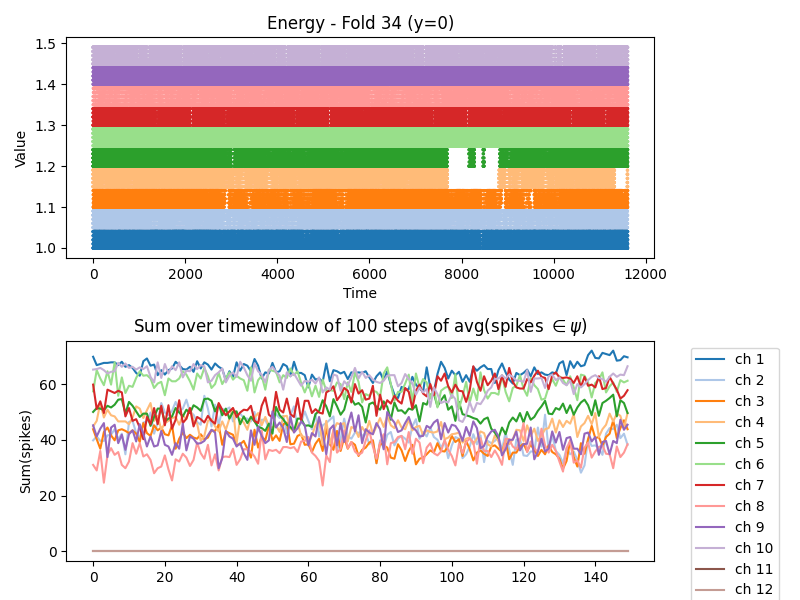 Energy - Fold 34 (y=0)
1.5
1.4
1.3
1.2
1.1
1.0
Value
0 2000 4000 6000 8000 10000 12000
Time
Sum over timewindow of 100 steps of avg(spikes ∈ ψ)
60
40
20
0
Sum(spikes)
0 20 40 60 80 100 120 140
ch 1
ch 2
ch 3
ch 4
ch 5
ch 6
ch 7
ch 8
ch 9
ch 10
ch 11
ch 12